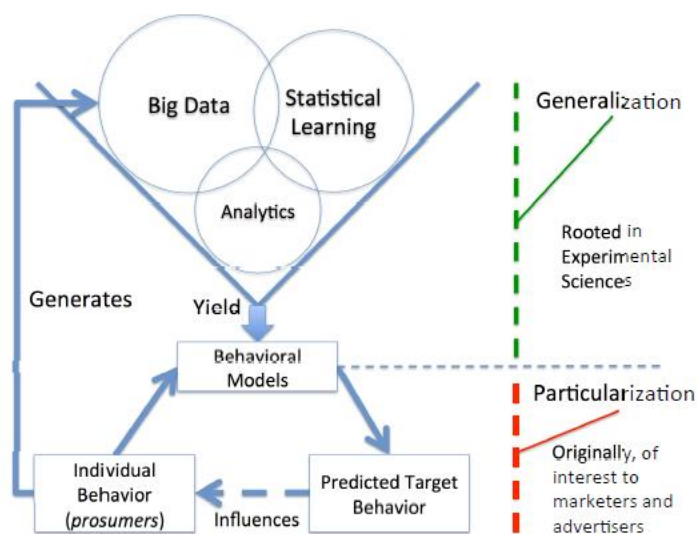 Big Data
Statistical
Learning
Analytics
Generates
Yield
Behavioral
Models
Individual
Behavior
(prosumers)
Influences
Predicted Target
Behavior
Generalization
Rooted in
Experimental
Sciences
Particularization
Originally, of
interest to
marketers and
advertisers